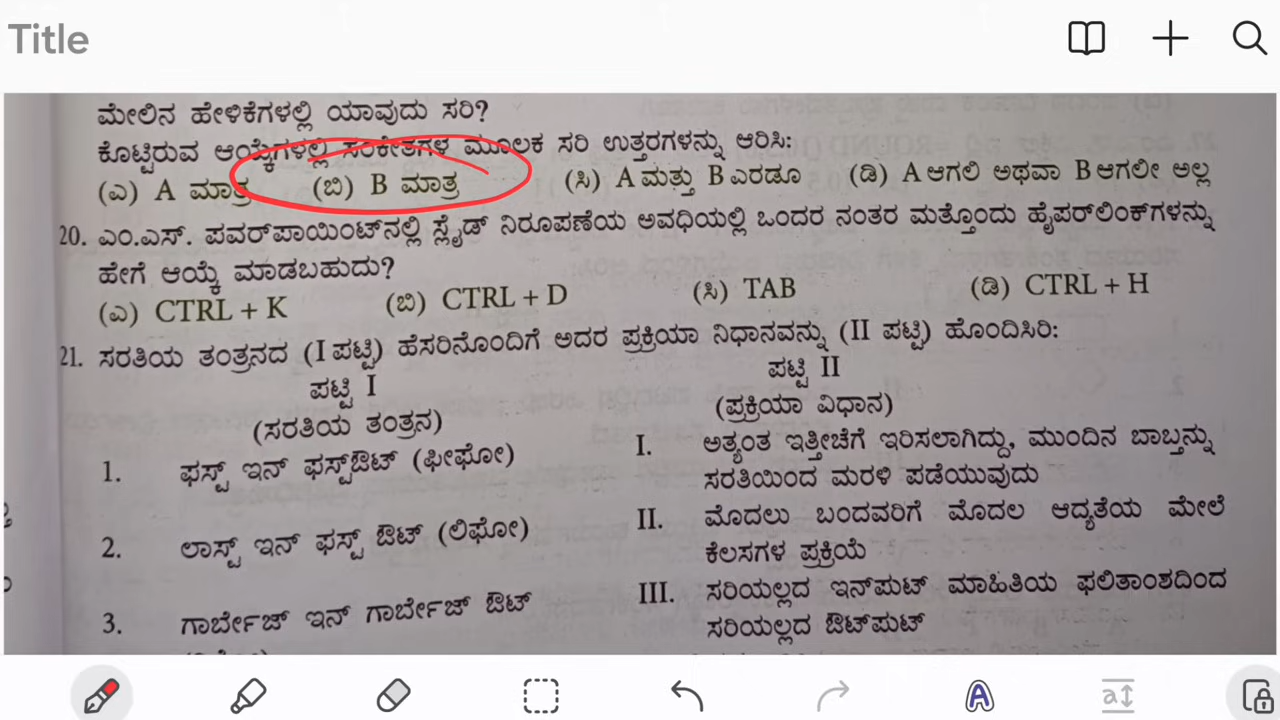 Title
ಮೇಲಿನ ಹೇಳಿಕೆಗಳಲ್ಲಿ ಯಾವುದು ಸರಿ?
ಕೊಟ್ಟಿರುವ ಆಯ್ಕೆಗಳಲ್ಲಿ ಸಂಕೇತಗಳ ಮೂಲಕ ಸರಿ ಉತ್ತರಗಳನ್ನು ಆರಿಸಿ:
(ಎ) A ಮಾತ್ರ (ಬಿ) B ಮಾತ್ರ (ಸಿ) A ಮತ್ತು B ಎರಡೂ (ಡಿ) A ಆಗಲಿ ಅಥವಾ B ಆಗಲೀ ಅಲ್ಲ
20. ಎಂ.ಎಸ್. ಪವರ್‌ಪಾಯಿಂಟ್‌ನಲ್ಲಿ ಸ್ಲೈಡ್ ನಿರೂಪಣೆಯ ಅವಧಿಯಲ್ಲಿ ಒಂದರ ನಂತರ ಮತ್ತೊಂದು ಹೈಪರ್‌ಲಿಂಕ್‌ಗಳನ್ನು
ಹೇಗೆ ಆಯ್ಕೆ ಮಾಡಬಹುದು?
(ಎ) CTRL + K (ಬಿ) CTRL + D (ಸಿ) TAB (ಡಿ) CTRL + H
21. ಸರತಿಯ ತಂತ್ರನದ (I ಪಟ್ಟಿ) ಹೆಸರಿನೊಂದಿಗೆ ಅದರ ಪ್ರಕ್ರಿಯಾ ನಿಧಾನವನ್ನು (II ಪಟ್ಟಿ) ಹೊಂದಿಸಿರಿ:
ಪಟ್ಟಿ I ಪಟ್ಟಿ II
(ಸರತಿಯ ತಂತ್ರನ) (ಪ್ರಕ್ರಿಯಾ ವಿಧಾನ)
1. ಫಸ್ಟ್ ಇನ್ ಫಸ್ಟ್‌ಔಟ್ (ಫೀಫೋ) I. ಅತ್ಯಂತ ಇತ್ತೀಚೆಗೆ ಇರಿಸಲಾಗಿದ್ದು, ಮುಂದಿನ ಬಾಬ್ತನ್ನು
ಸರತಿಯಿಂದ ಮರಳಿ ಪಡೆಯುವುದು
2. ಲಾಸ್ಟ್ ಇನ್ ಫಸ್ಟ್ ಔಟ್ (ಲಿಫೋ) II. ಮೊದಲು ಬಂದವರಿಗೆ ಮೊದಲ ಆದ್ಯತೆಯ ಮೇಲೆ
ಕೆಲಸಗಳ ಪ್ರಕ್ರಿಯೆ
3. ಗಾರ್ಬೇಜ್ ಇನ್ ಗಾರ್ಬೇಜ್ ಔಟ್ III. ಸರಿಯಲ್ಲದ ಇನ್‌ಪುಟ್ ಮಾಹಿತಿಯ ಫಲಿತಾಂಶದಿಂದ
ಸರಿಯಲ್ಲದ ಔಟ್‌ಪುಟ್